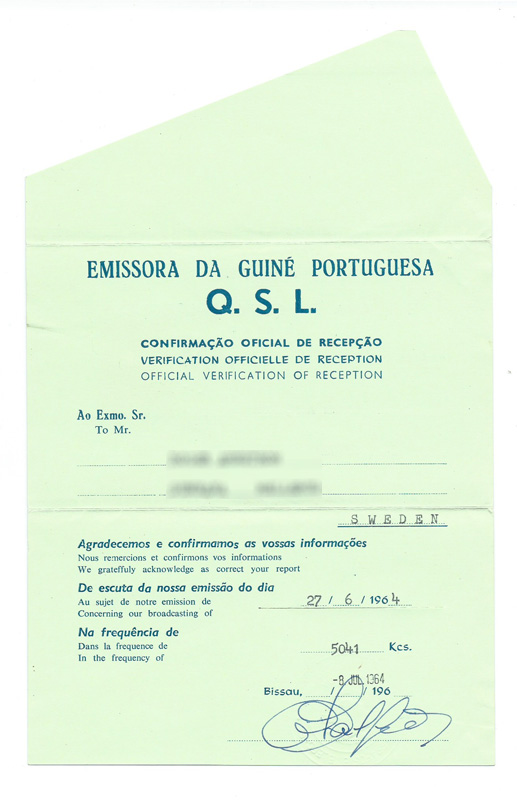 EMISSORA DA GUINÉ PORTUGUESA
Q. S. L.
CONFIRMAÇÃO OFICIAL DE RECEPÇÃO
VERIFICATION OFFICIELLE DE RECEPTION
OFFICIAL VERIFICATION OF RECEPTION
Ao Exmo. Sr.
To Mr.
SWEDEN
Agradecemos e confirmamos as vossas informações
Nous remercions et confirmons vos informations
We grateffuly acknowledge as correct your report
De escuta da nossa emissão do dia
Au sujet de notre emission de
Concerning our broadcasting of
27 / 6 / 1964
Na frequência de
Dans la frequence de
In the frequency of
5041 Kcs.
-8 JUL 1964
Bissau, / / 196